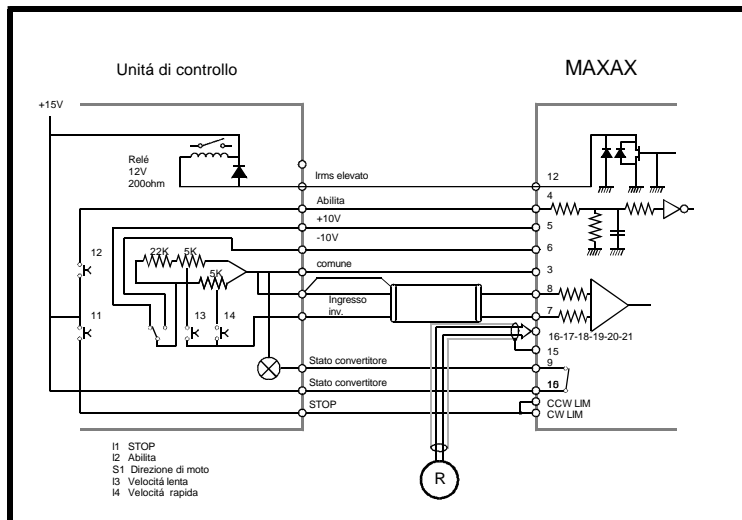 Unitá di controllo
MAXAX
+15V
Relé
12V
200ohm
Irms elevato
12
Abilita
4
+10V
5
-10V
6
12
22K
5K
comune
3
5K
8
11
13
14
Ingresso
inv.
7
16-17-18-19-20-21
15
Stato convertitore
9
Stato convertitore
STOP
CCW LIM
CW LIM
R
I1 STOP
I2 Abilita
S1 Direzione di moto
I3 Velocitá lenta
I4 Velocitá rapida